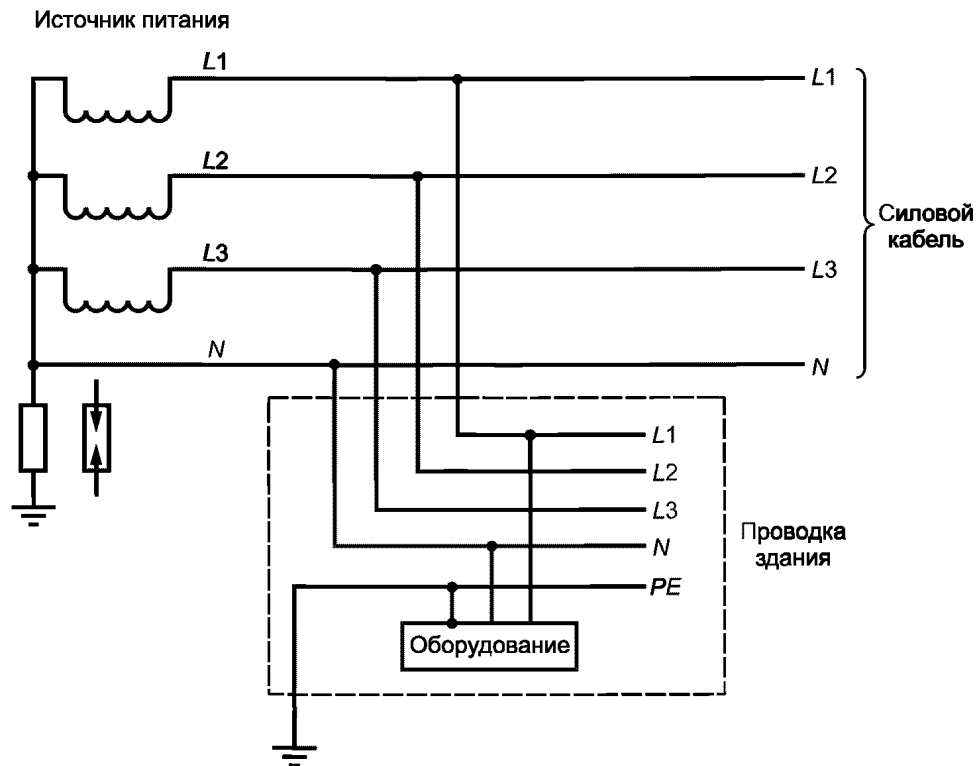 Источник питания
L1
L1
L2
L2
L3
L3
Силовой
кабель
N
N
L1
L2
L3
N
PE
Проводка
здания
Оборудование